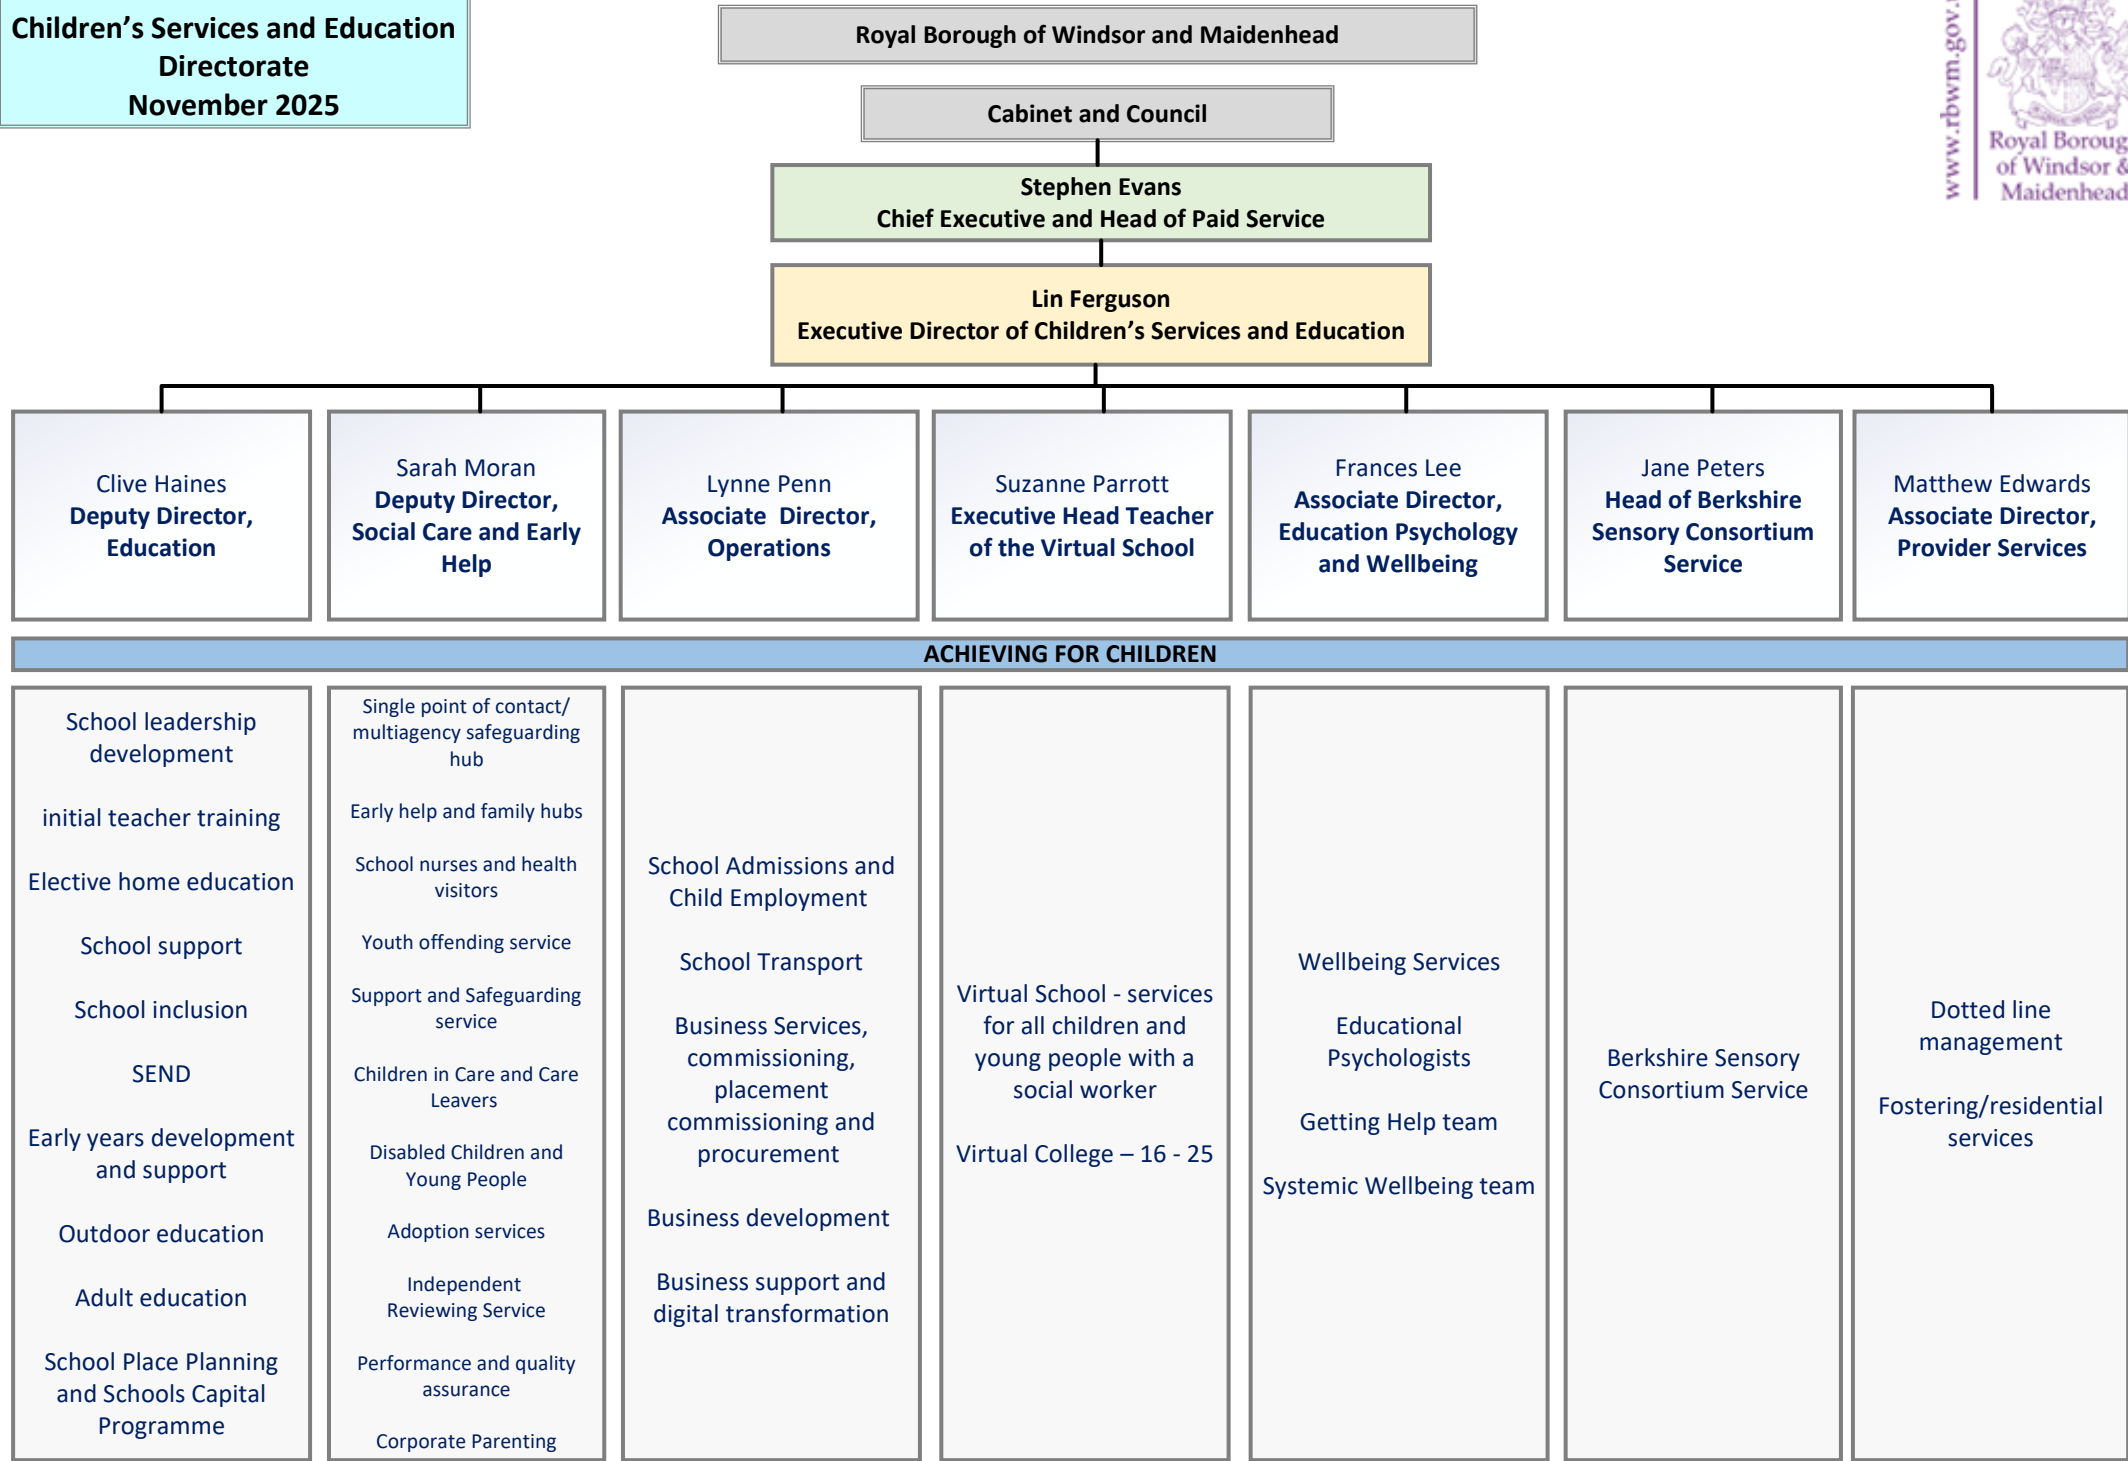 Children’s Services and Education
Directorate
November 2025
Royal Borough of Windsor and Maidenhead
Cabinet and Council
Stephen Evans
Chief Executive and Head of Paid Service
Lin Ferguson
Executive Director of Children’s Services and Education
www.rbwm.gov.
Royal Boroug
of Windsor &
Maidenhead
Clive Haines
Deputy Director,
Education
Sarah Moran
Deputy Director,
Social Care and Early
Help
Lynne Penn
Associate  Director,
Operations
Suzanne Parrott
Executive Head Teacher
of the Virtual School
Frances Lee
Associate Director,
Education Psychology
and Wellbeing
Jane Peters
Head of Berkshire
Sensory Consortium
Service
Matthew Edwards
Associate Director,
Provider Services
ACHIEVING FOR CHILDREN
School leadership
development
initial teacher training
Elective home education
School support
School inclusion
SEND
Early years development
and support
Outdoor education
Adult education
School Place Planning
and Schools Capital
Programme
Single point of contact/
multiagency safeguarding
hub
Early help and family hubs
School nurses and health
visitors
Youth offending service
Support and Safeguarding
service
Children in Care and Care
Leavers
Disabled Children and
Young People
Adoption services
Independent
Reviewing Service
Performance and quality
assurance
Corporate Parenting
School Admissions and
Child Employment
School Transport
Business Services,
commissioning,
placement
commissioning and
procurement
Business development
Business support and
digital transformation
Virtual School - services
for all children and
young people with a
social worker
Virtual College – 16 - 25
Wellbeing Services
Educational
Psychologists
Getting Help team
Systemic Wellbeing team
Berkshire Sensory
Consortium Service
Dotted line
management
Fostering/residential
services